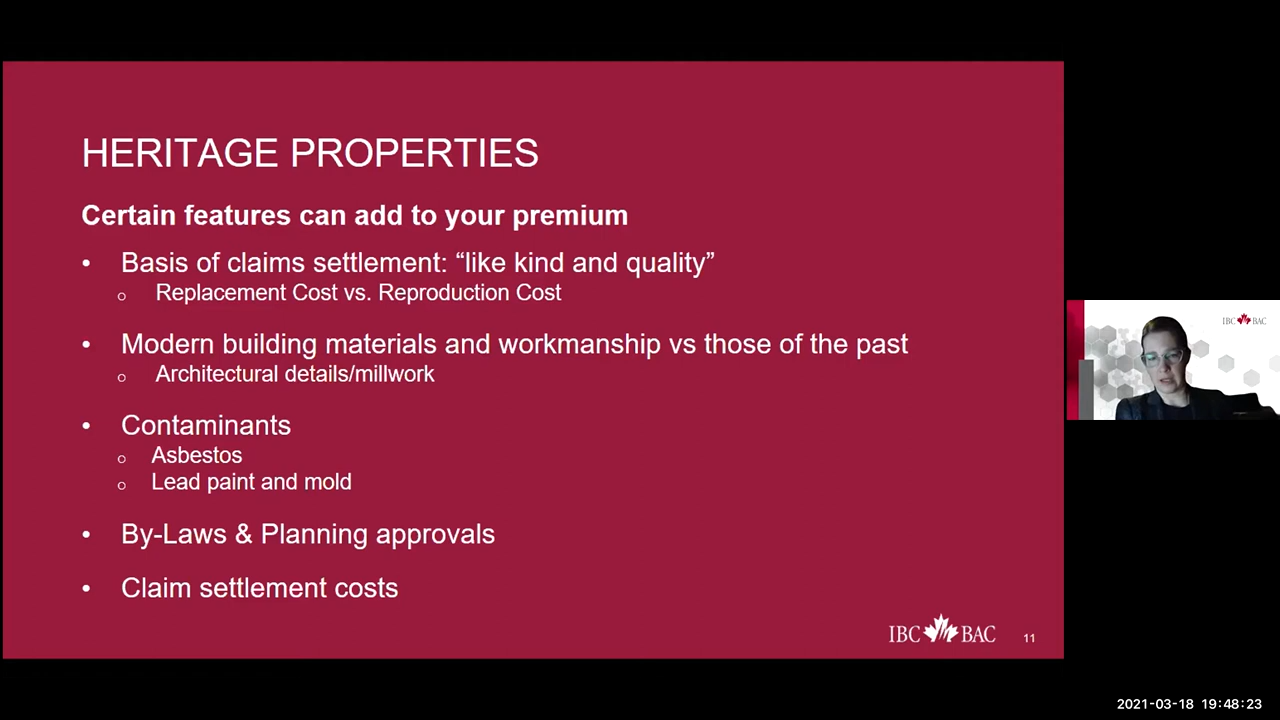 HERITAGE PROPERTIES
Certain features can add to your premium
• Basis of claims settlement: “like kind and quality”
o Replacement Cost vs. Reproduction Cost
• Modern building materials and workmanship vs those of the past
o Architectural details/millwork
• Contaminants
o Asbestos
o Lead paint and mold
• By-Laws & Planning approvals
• Claim settlement costs
IBC BAC
11
IBC BAC
2021-03-18 19:48:23